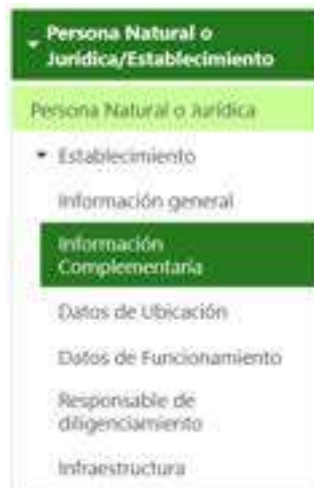 Persona Natural o
Jurídica/Establecimiento
Persona Natural o Jurídica
Establecimiento
Información general
Información
Complementaria
Datos de Ubicación
Datos de Funcionamiento
Responsable de
diligenciamiento
Infraestructura